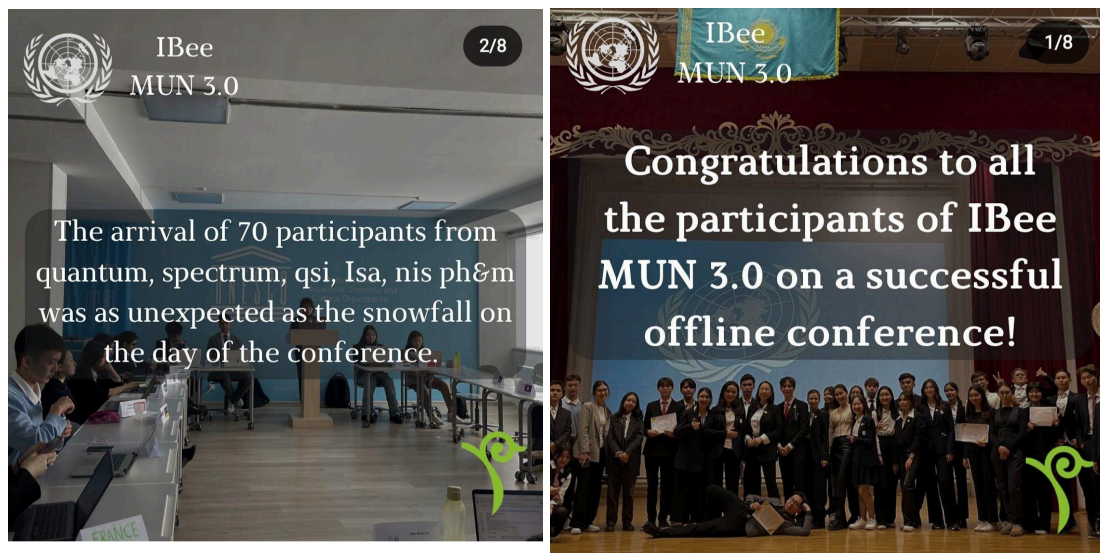 IBee
MUN 3.0
2/8
The arrival of 70 participants from
quantum, spectrum, qsi, Isa, nis ph&m
was as unexpected as the snowfall on
the day of the conference.
FRANCE
IBee
MUN 3.0
1/8
Congratulations to all
the participants of IBee
MUN 3.0 on a successful
offline conference!